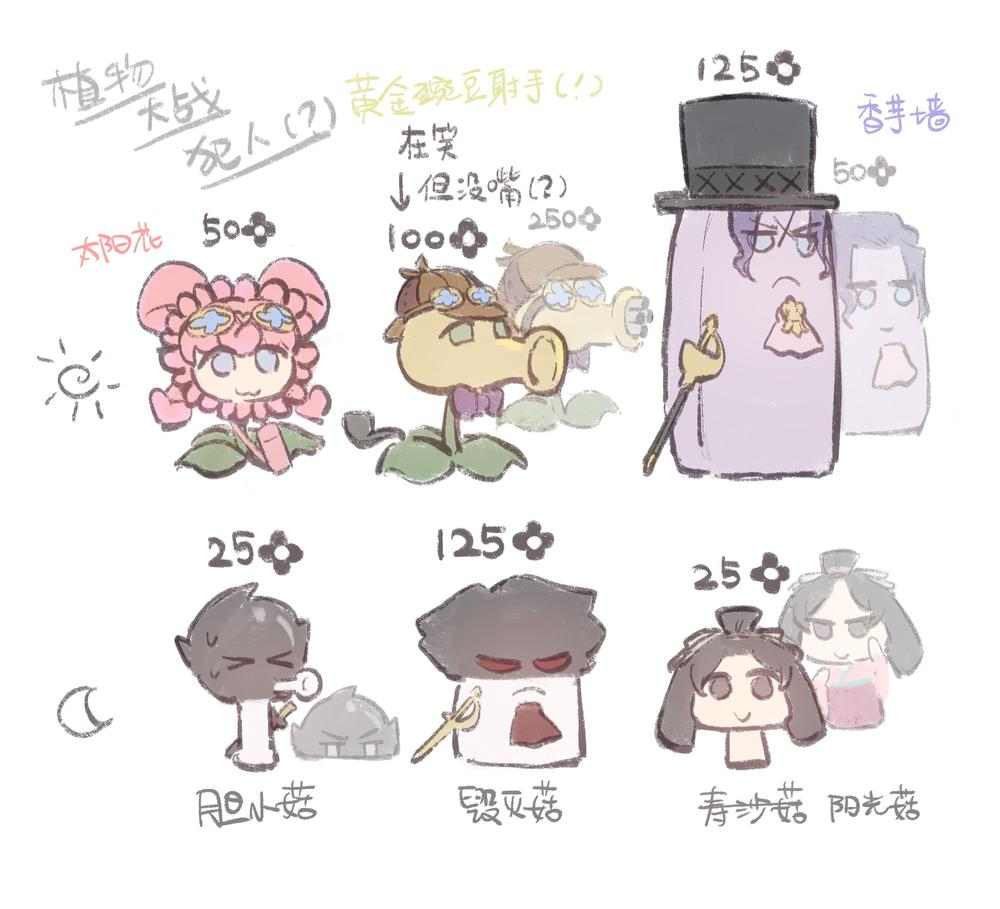 植物
大战
犯人(?)
黄金豌豆射手(!)
在笑
↓但没嘴(?)
太阳花
50
100
250
125
香芋墙
50
25
125
25
胆小菇
毁灭菇
寿沙菇 阳光菇